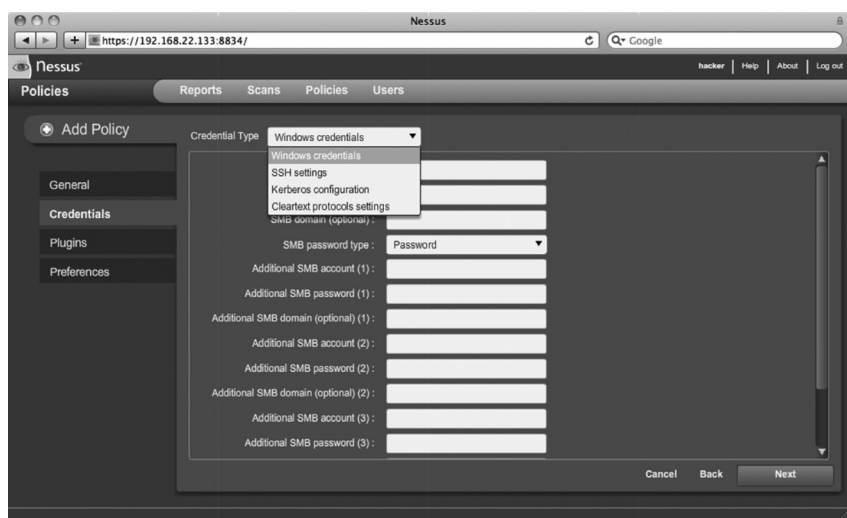 Nessus
https://192.168.22.133:8834/
Google
Nessus
hacker | Help | About | Log out
Policies
Reports Scans Policies Users
Add Policy
Credential Type Windows credentials
Windows credentials
SSH settings
Kerberos configuration
Cleartext protocols settings
General
Credentials
Plugins
Preferences
SMB domain (optional) :
SMB password type : Password
Additional SMB account (1) :
Additional SMB password (1) :
Additional SMB domain (optional) (1) :
Additional SMB account (2) :
Additional SMB password (2) :
Additional SMB domain (optional) (2) :
Additional SMB account (3) :
Additional SMB password (3) :
Cancel Back Next